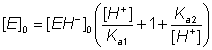 [E]₀ = [EH⁻]₀ ( [H⁺]/Kₐ₁ + 1 + Kₐ₂/[H⁺] )